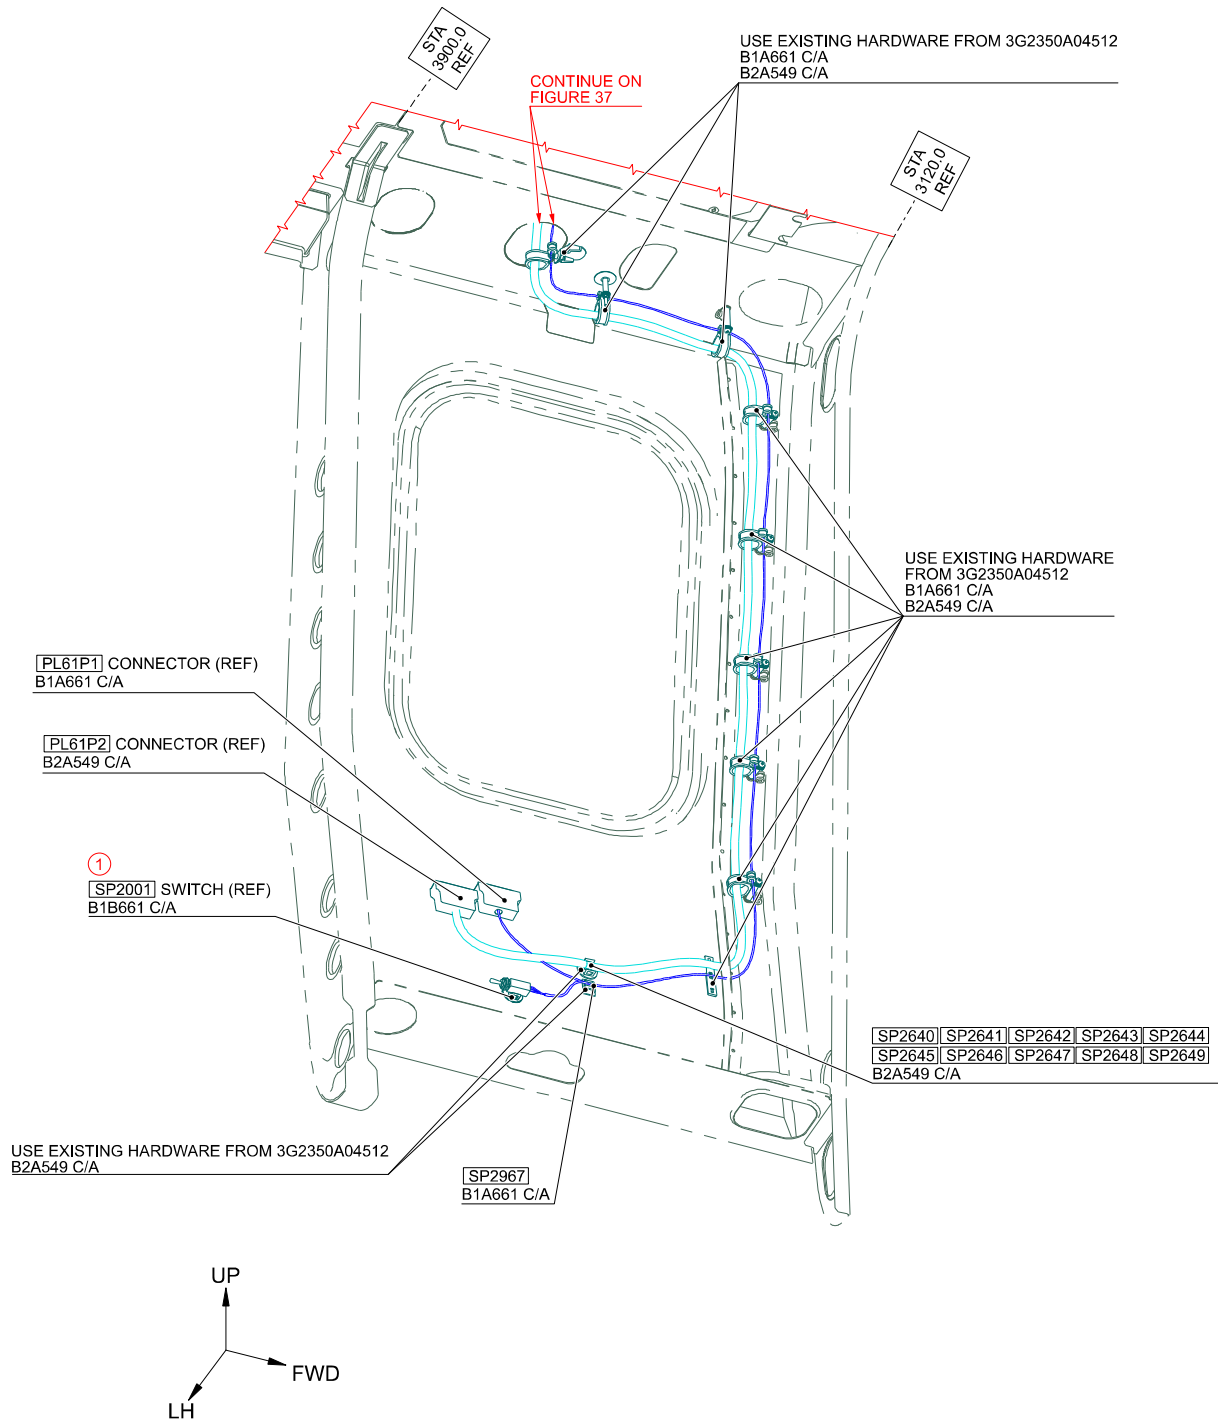 STA
3900.0
REF
USE EXISTING HARDWARE FROM 3G2350A04512
B1A661 C/A
B2A549 C/A
CONTINUE ON
FIGURE 37
STA
3120.0
REF
USE EXISTING HARDWARE
FROM 3G2350A04512
B1A661 C/A
B2A549 C/A
PL61P1 CONNECTOR (REF)
B1A661 C/A
PL61P2 CONNECTOR (REF)
B2A549 C/A
1
SP2001 SWITCH (REF)
B1B661 C/A
SP2640 SP2641 SP2642 SP2643 SP2644
SP2645 SP2646 SP2647 SP2648 SP2649
B2A549 C/A
USE EXISTING HARDWARE FROM 3G2350A04512
B2A549 C/A
SP2967
B1A661 C/A
UP
FWD
LH